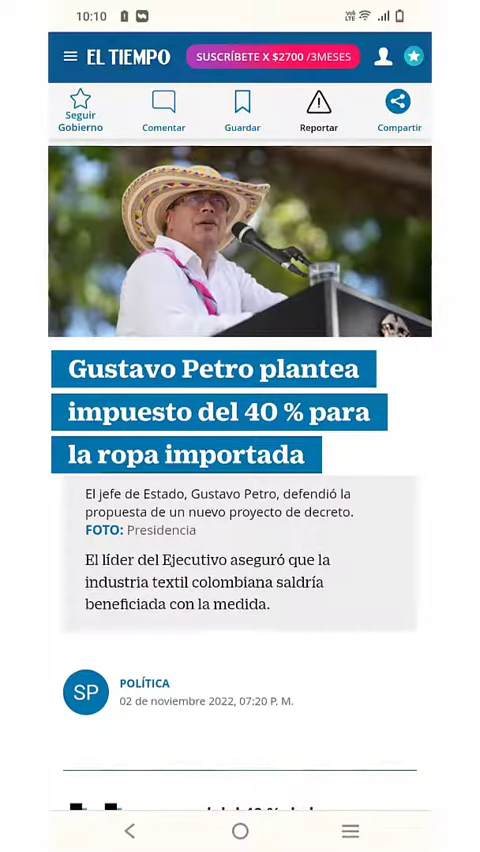 10:10
Vo) LTE
EL TIEMPO
SUSCRÍBETE X $2700 /3MESES
Seguir
Gobierno
Comentar
Guardar
Reportar
Compartir
Gustavo Petro plantea
impuesto del 40 % para
la ropa importada
El jefe de Estado, Gustavo Petro, defendió la
propuesta de un nuevo proyecto de decreto.
FOTO: Presidencia
El líder del Ejecutivo aseguró que la
industria textil colombiana saldría
beneficiada con la medida.
SP
POLÍTICA
02 de noviembre 2022, 07:20 P. M.